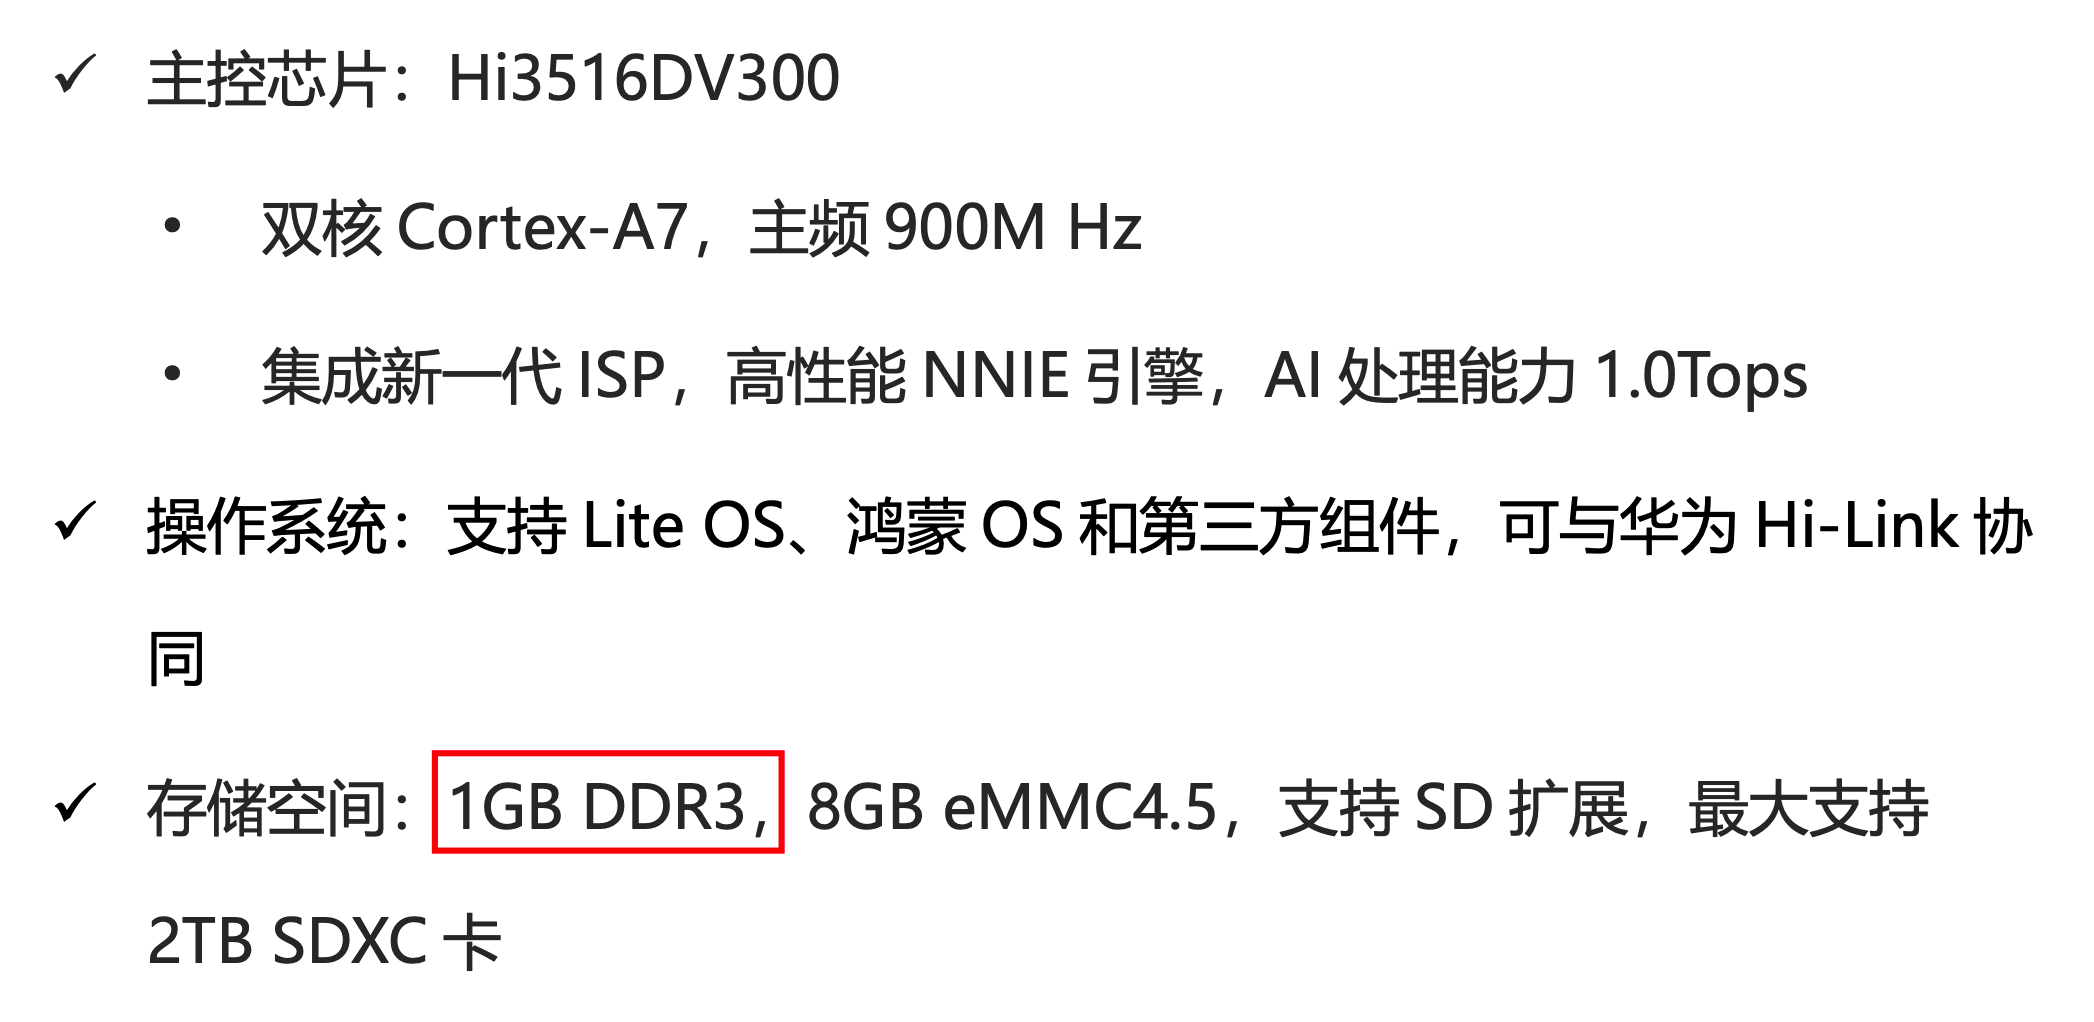 ✓ 主控芯片：Hi3516DV300
• 双核 Cortex-A7，主频 900M Hz
• 集成新一代 ISP，高性能 NNIE 引擎，AI 处理能力 1.0Tops
✓ 操作系统：支持 Lite OS、鸿蒙 OS 和第三方组件，可与华为 Hi-Link 协
同
✓ 存储空间：1GB DDR3，8GB eMMC4.5，支持 SD 扩展，最大支持
2TB SDXC 卡